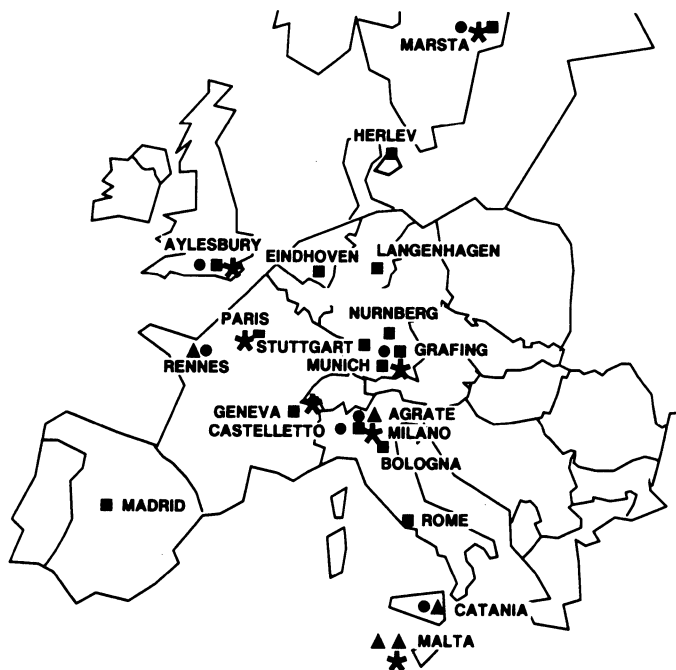 MARSTA
HERLEV
AYLESBURY
EINDHOVEN
LANGENHAGEN
PARIS
NURNBERG
STUTTGART
GRAFING
RENNES
MUNICH
GENEVA
AGRATE
CASTELLETTO
MILANO
BOLOGNA
MADRID
ROME
CATANIA
MALTA